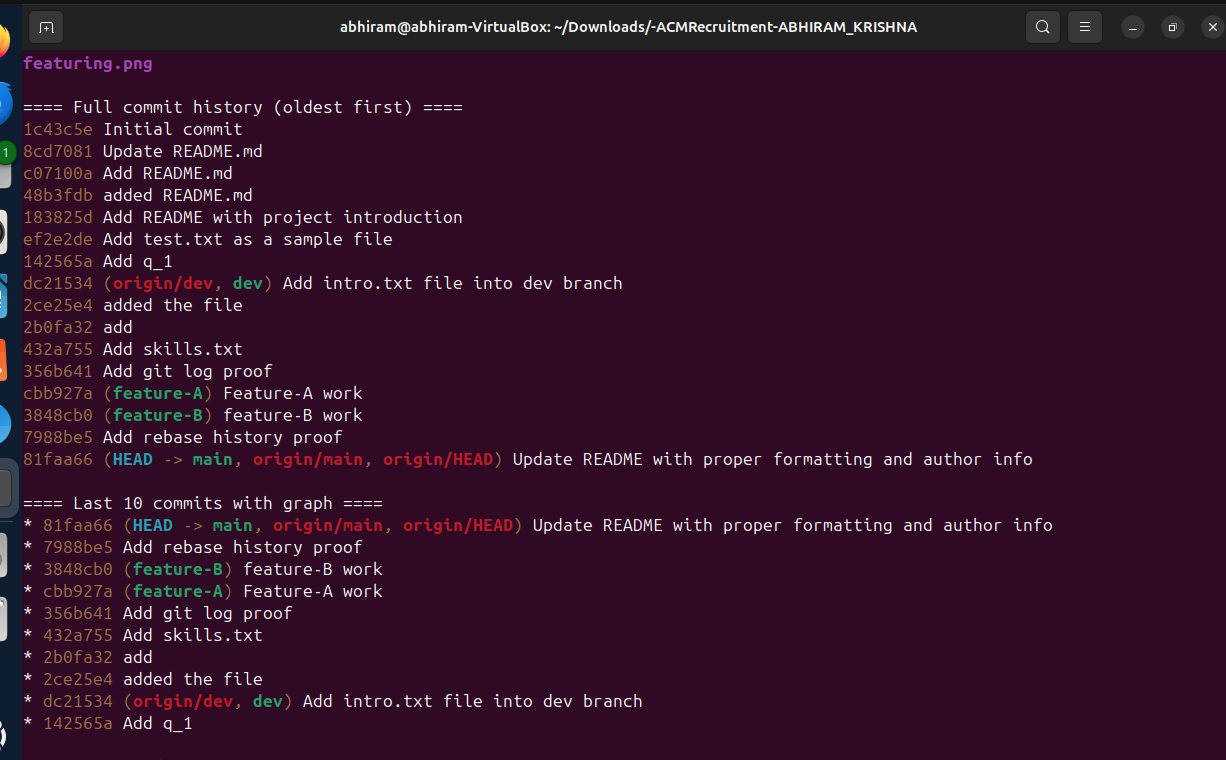 abhiram@abhiram-VirtualBox: ~/Downloads/-ACMRecruitment-ABHIRAM_KRISHNA
featuring.png
==== Full commit history (oldest first) ====
1c43c5e Initial commit
8cd7081 Update README.md
c07100a Add README.md
48b3fdb added README.md
183825d Add README with project introduction
ef2e2de Add test.txt as a sample file
142565a Add q_1
dc21534 (origin/dev, dev) Add intro.txt file into dev branch
2ce25e4 added the file
2b0fa32 add
432a755 Add skills.txt
356b641 Add git log proof
cbb927a (feature-A) Feature-A work
3848cb0 (feature-B) feature-B work
7988be5 Add rebase history proof
81faa66 (HEAD -> main, origin/main, origin/HEAD) Update README with proper formatting and author info
==== Last 10 commits with graph ====
* 81faa66 (HEAD -> main, origin/main, origin/HEAD) Update README with proper formatting and author info
* 7988be5 Add rebase history proof
* 3848cb0 (feature-B) feature-B work
* cbb927a (feature-A) Feature-A work
* 356b641 Add git log proof
* 432a755 Add skills.txt
* 2b0fa32 add
* 2ce25e4 added the file
* dc21534 (origin/dev, dev) Add intro.txt file into dev branch
* 142565a Add q_1
1